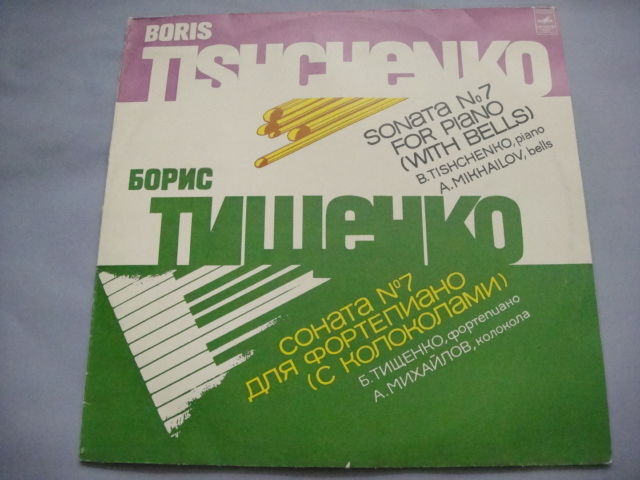 BORIS
TISHCHENKO
SONATA №7
FOR PIANO
(WITH BELLS)
B.TISHCHENKO, piano
A.MIKHAILOV, bells
БОРИС
ТИЩЕНКО
СОНАТА №7
ДЛЯ ФОРТЕПИАНО
(С КОЛОКОЛАМИ)
Б.ТИЩЕНКО, фортепиано
А.МИХАЙЛОВ, колокола